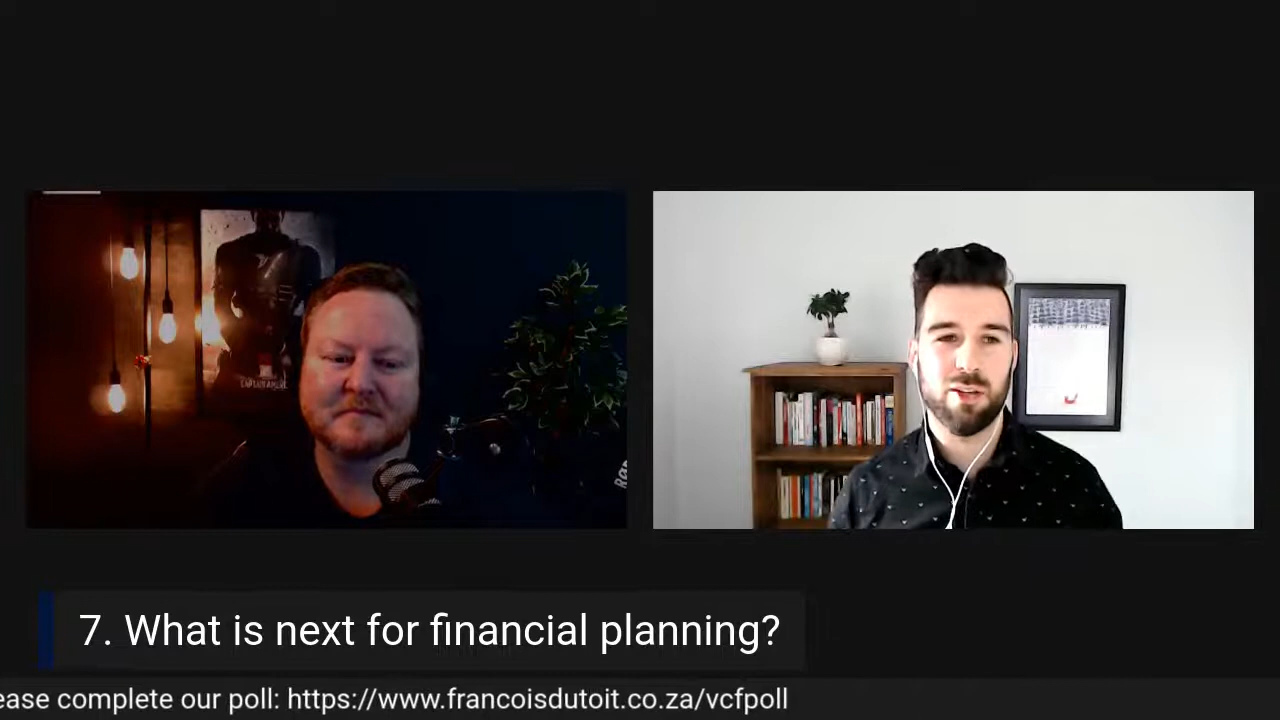 7. What is next for financial planning?
ease complete our poll: https://www.francoisdutoit.co.za/vcfpoll